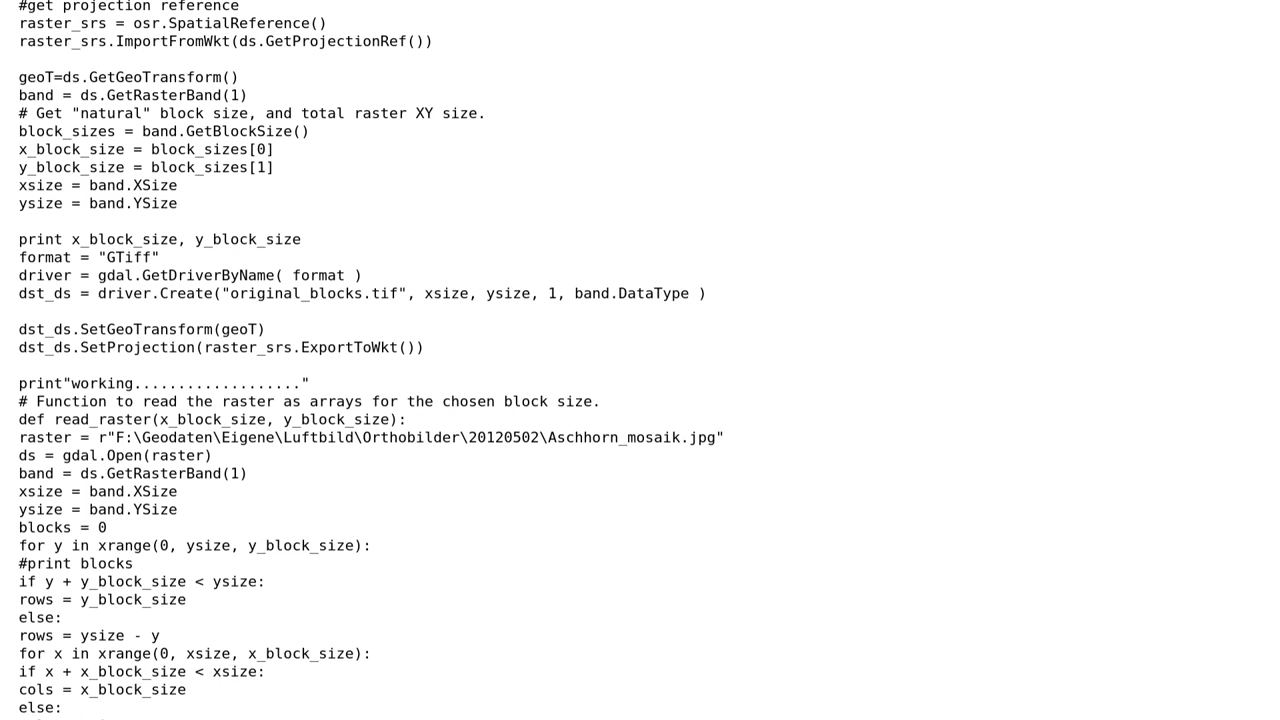 #get projection reference
raster_srs = osr.SpatialReference()
raster_srs.ImportFromWkt(ds.GetProjectionRef())
geoT=ds.GetGeoTransform()
band = ds.GetRasterBand(1)
# Get "natural" block size, and total raster XY size.
block_sizes = band.GetBlockSize()
x_block_size = block_sizes[0]
y_block_size = block_sizes[1]
xsize = band.XSize
ysize = band.YSize
print x_block_size, y_block_size
format = "GTiff"
driver = gdal.GetDriverByName( format )
dst_ds = driver.Create("original_blocks.tif", xsize, ysize, 1, band.DataType )
dst_ds.SetGeoTransform(geoT)
dst_ds.SetProjection(raster_srs.ExportToWkt())
print"working..................."
# Function to read the raster as arrays for the chosen block size.
def read_raster(x_block_size, y_block_size):
raster = r"F:\Geodaten\Eigene\Luftbild\Orthobilder\20120502\Aschhorn_mosaik.jpg"
ds = gdal.Open(raster)
band = ds.GetRasterBand(1)
xsize = band.XSize
ysize = band.YSize
blocks = 0
for y in xrange(0, ysize, y_block_size):
#print blocks
if y + y_block_size < ysize:
rows = y_block_size
else:
rows = ysize - y
for x in xrange(0, xsize, x_block_size):
if x + x_block_size < xsize:
cols = x_block_size
else: